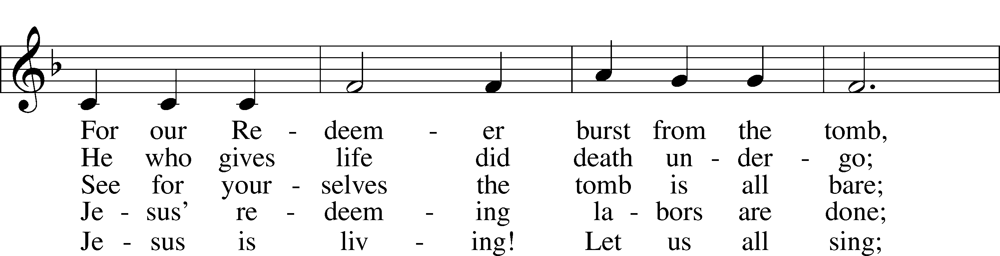 For our Re - deem - er burst from the tomb,
He who gives life did death un - der - go;
See for your - selves the tomb is all bare;
Je - sus' re - deem - ing la - bors are done;
Je - sus is liv - ing! Let us all sing;